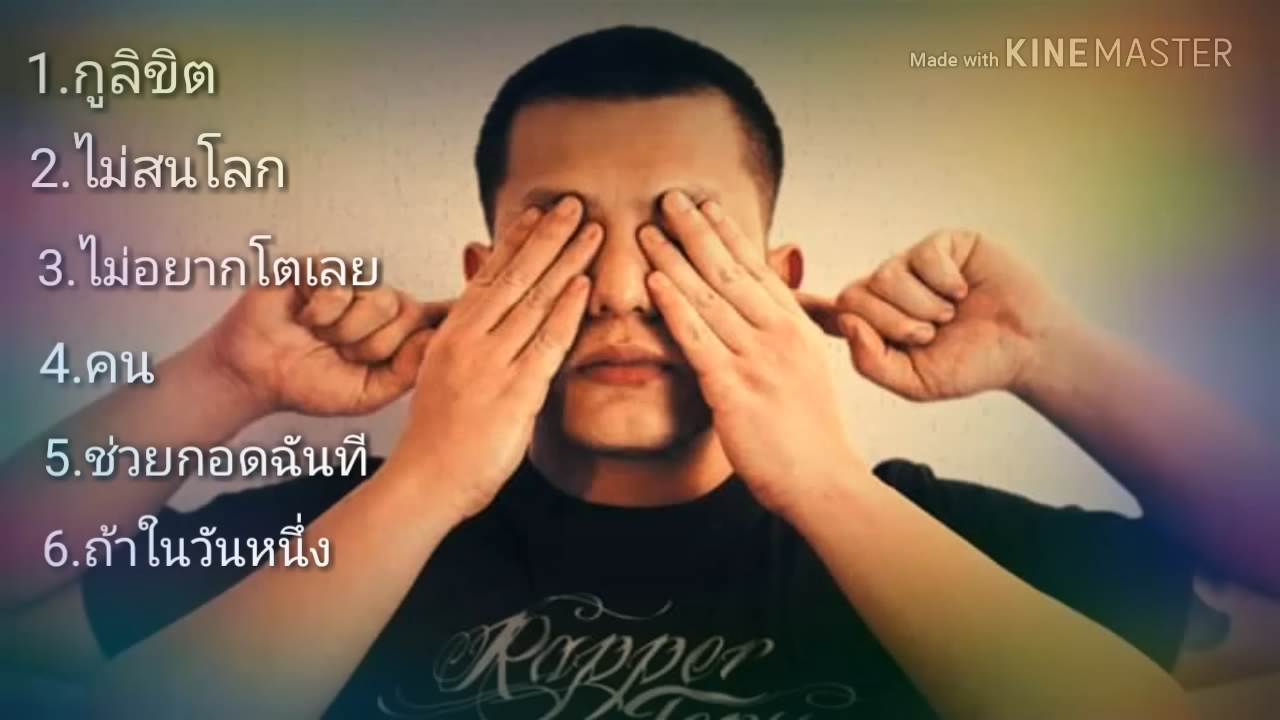 Made with KINEMASTER
1.กูลิขิต
2.ไม่สนโลก
3.ไม่อยากโตเลย
4.คน
5.ช่วยกอดฉันที
6.ถ้าในวันหนึ่ง
Rapper
Tery